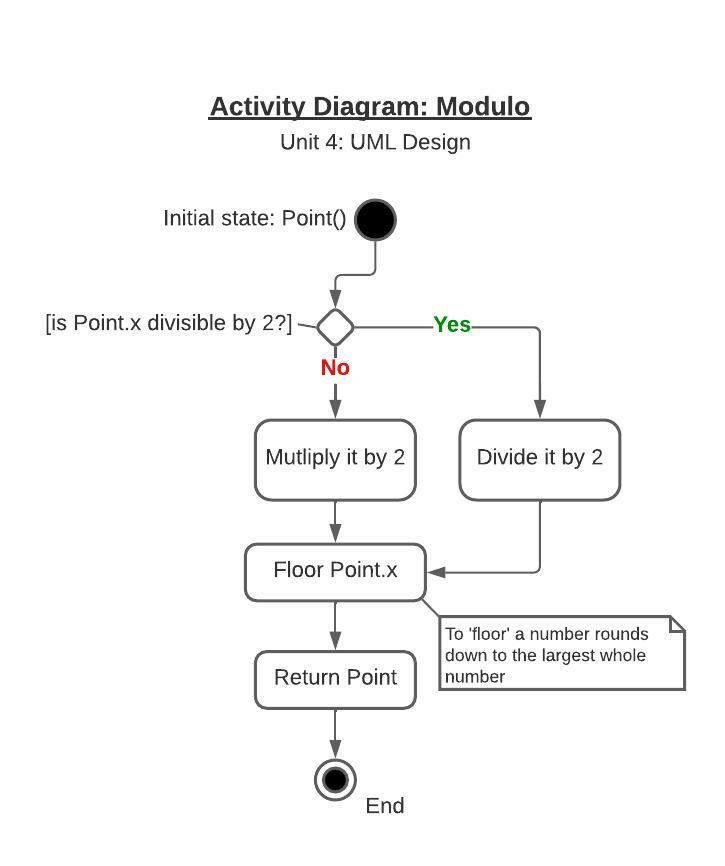 Activity Diagram: Modulo
Unit 4: UML Design
Initial state: Point()
[is Point.x divisible by 2?]
Yes
No
Mutliply it by 2
Divide it by 2
Floor Point.x
To 'floor' a number rounds
down to the largest whole
number
Return Point
End